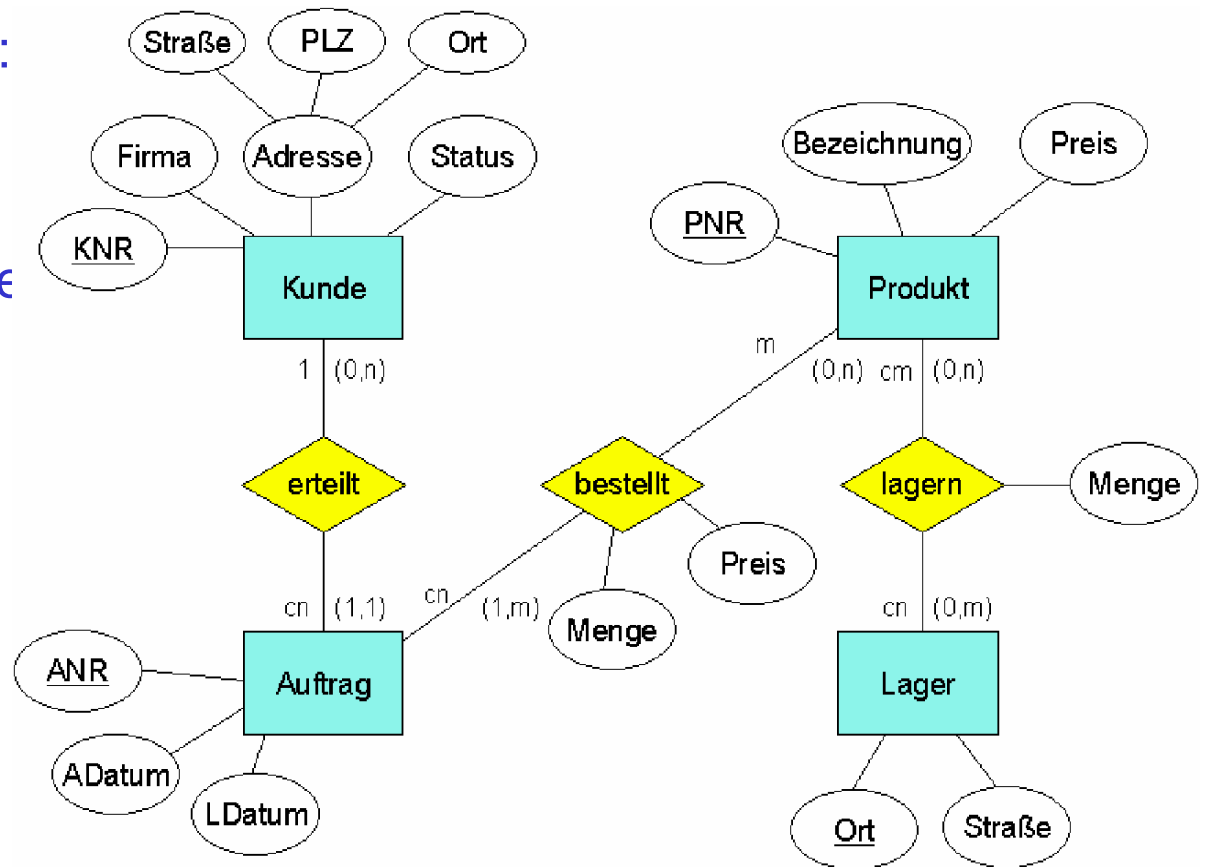 :
Straße PLZ Ort
Firma Adresse Status
Bezeichnung Preis
KNR
PNR
e
Kunde
Produkt
1 (0,n)
m
(0,n) cm (0,n)
erteilt
bestellt
lagern
Menge
Preis
cn (1,1)
cn (1,m)
Menge
cn (0,m)
ANR
Auftrag
Lager
ADatum
LDatum
Ort
Straße